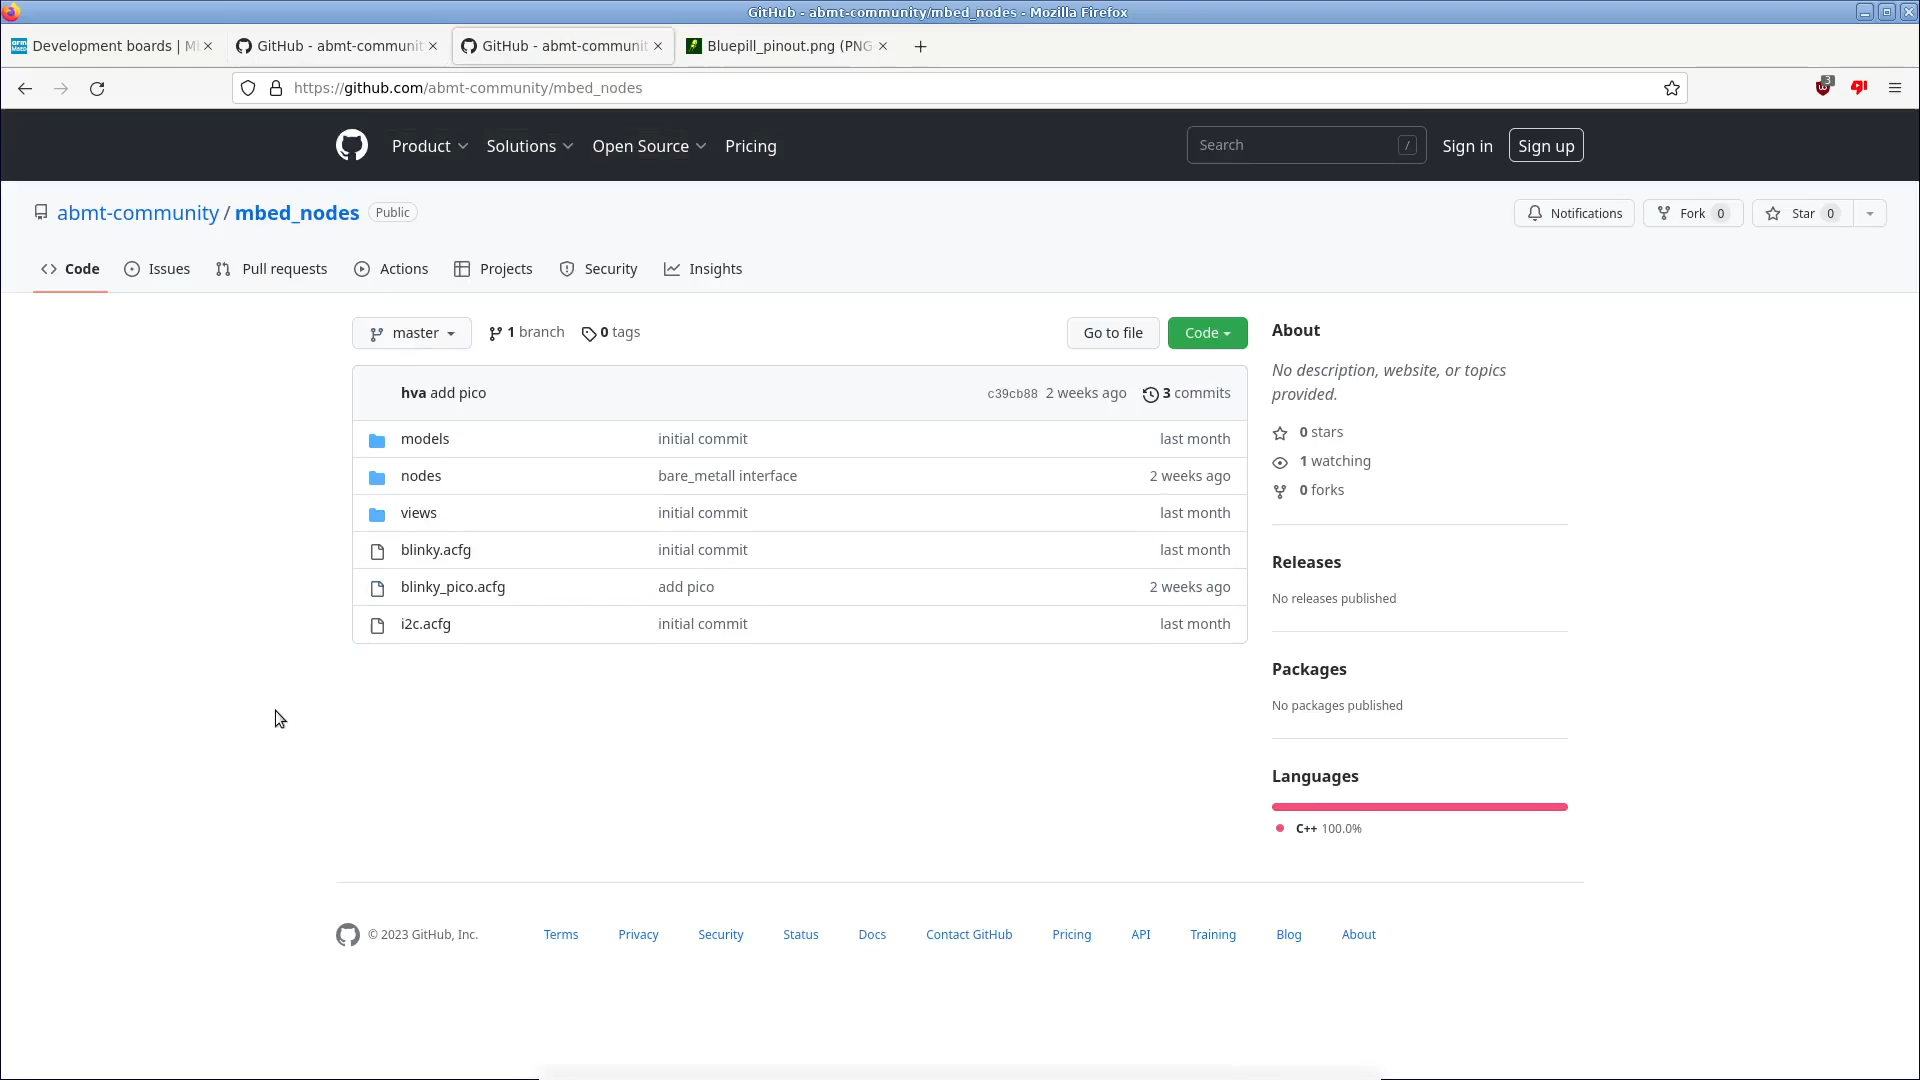 GitHub - abmt-community/mbed_nodes - Mozilla Firefox
Development boards | M
GitHub - abmt-communit
GitHub - abmt-communit
Bluepill_pinout.png (PNG
https://github.com/abmt-community/mbed_nodes
3
Product Solutions Open Source Pricing Search / Sign in Sign up
abmt-community / mbed_nodes Public Notifications Fork 0 Star 0
Code Issues Pull requests Actions Projects Security Insights
master 1 branch 0 tags Go to file Code
hva add pico c39cb88 2 weeks ago 3 commits
models initial commit last month
nodes bare_metall interface 2 weeks ago
views initial commit last month
blinky.acfg initial commit last month
blinky_pico.acfg add pico 2 weeks ago
i2c.acfg initial commit last month
About
No description, website, or topics
provided.
0 stars
1 watching
0 forks
Releases
No releases published
Packages
No packages published
Languages
C++ 100.0%
© 2023 GitHub, Inc. Terms Privacy Security Status Docs Contact GitHub Pricing API Training Blog About